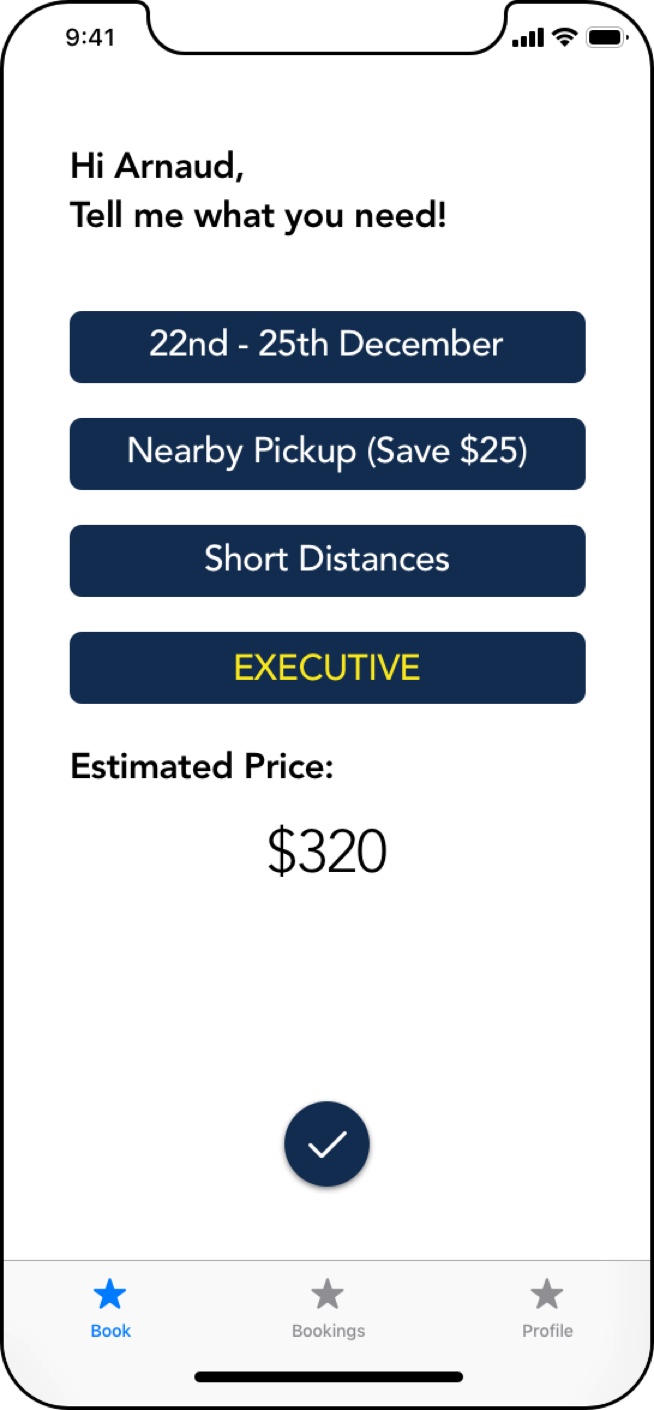 9:41
Hi Arnaud,
Tell me what you need!
22nd - 25th December
Nearby Pickup (Save $25)
Short Distances
EXECUTIVE
Estimated Price:
$320
Book
Bookings
Profile